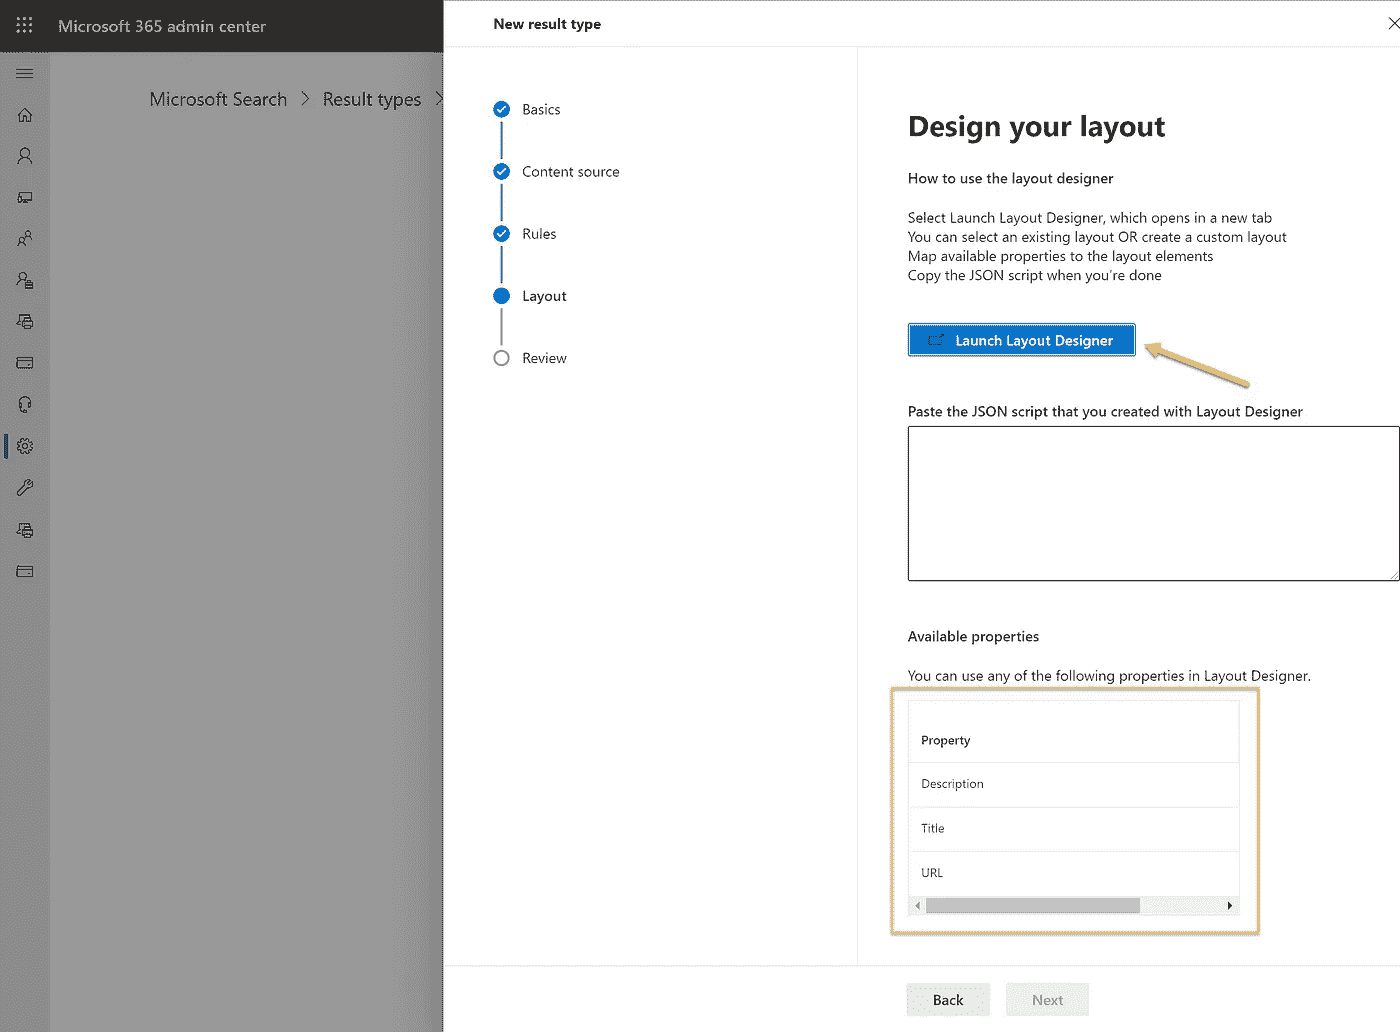 Microsoft 365 admin center
New result type
Microsoft Search > Result types >
Basics
Content source
Rules
Layout
Review
Design your layout
How to use the layout designer
Select Launch Layout Designer, which opens in a new tab
You can select an existing layout OR create a custom layout
Map available properties to the layout elements
Copy the JSON script when you're done
Launch Layout Designer
Paste the JSON script that you created with Layout Designer
Available properties
You can use any of the following properties in Layout Designer.
Property
Description
Title
URL
Back
Next